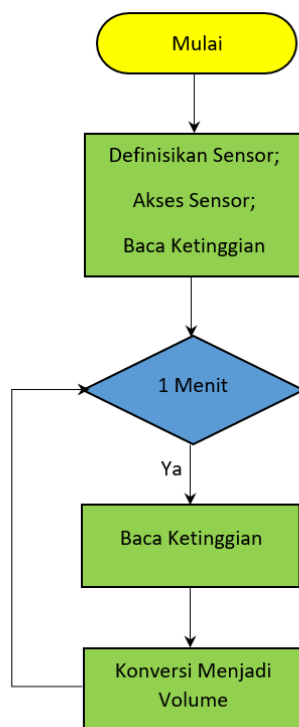 Mulai
Definisikan Sensor;
Akses Sensor;
Baca Ketinggian
1 Menit
Ya
Baca Ketinggian
Konversi Menjadi
Volume